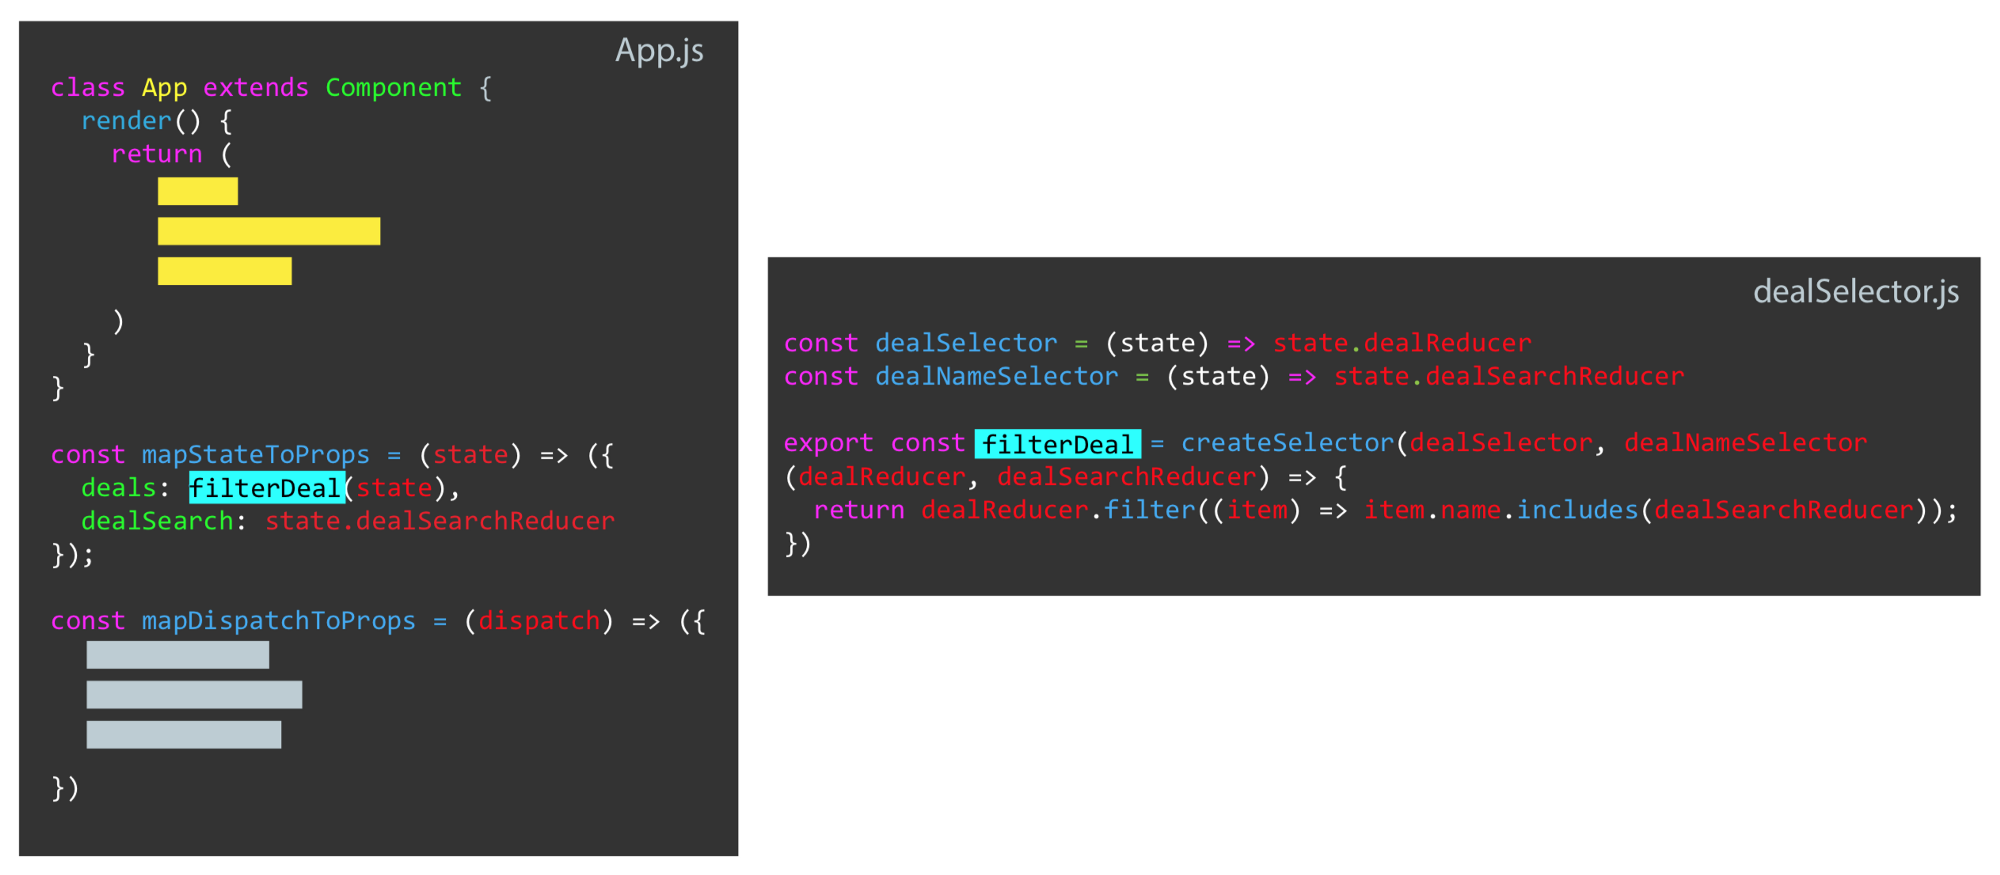 App.js
class App extends Component {
render() {
return (
)
}
}
const mapStateToProps = (state) => ({
deals: filterDeal(state),
dealSearch: state.dealSearchReducer
});
const mapDispatchToProps = (dispatch) => ({
})
dealSelector.js
const dealSelector = (state) => state.dealReducer
const dealNameSelector = (state) => state.dealSearchReducer
export const filterDeal = createSelector(dealSelector, dealNameSelector
(dealReducer, dealSearchReducer) => {
return dealReducer.filter((item) => item.name.includes(dealSearchReducer));
})